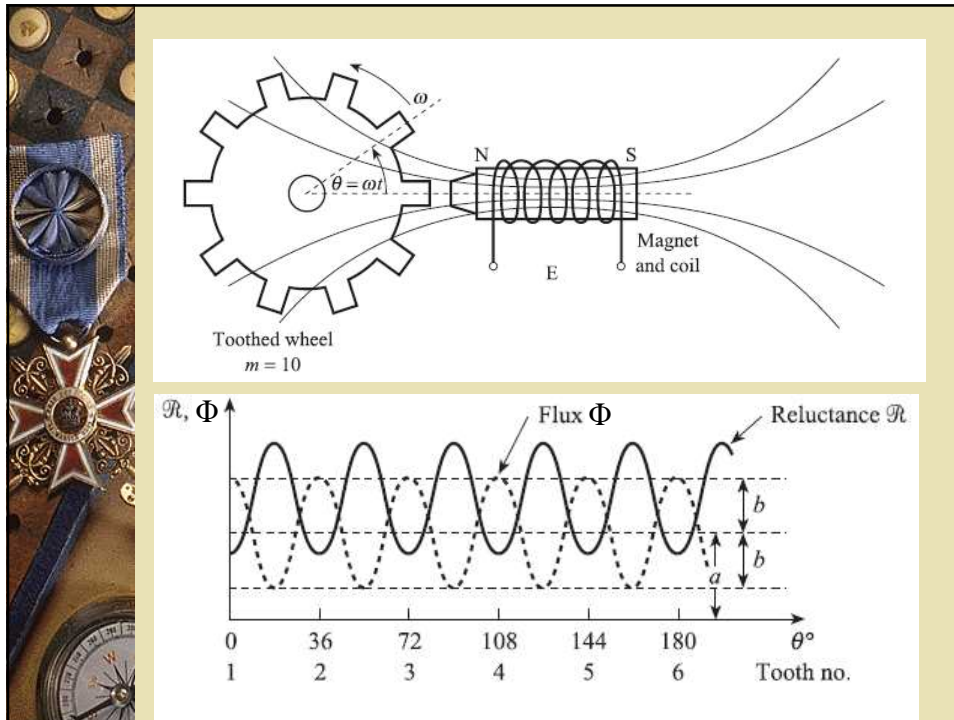 ω
N
S
θ = ωt
Magnet
and coil
E
Toothed wheel
m = 10
ℛ, Φ
Flux Φ
Reluctance ℛ
b
b
a
0 36 72 108 144 180 θ°
1 2 3 4 5 6 Tooth no.